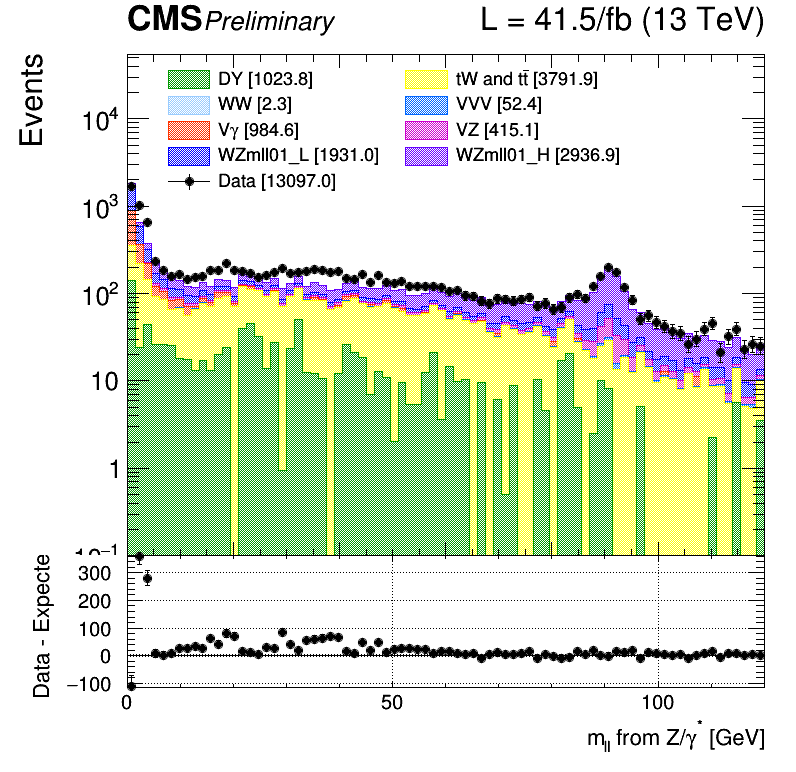 CMS Preliminary L = 41.5/fb (13 TeV)
Events
DY [1023.8] tW and tt̄ [3791.9]
WW [2.3] VVV [52.4]
Vγ [984.6] VZ [415.1]
WZmll01_L [1931.0] WZmll01_H [2936.9]
Data [13097.0]
10⁴
10³
10²
10
1
10⁻¹
Data - Expecte
300
200
100
0
−100
0 50 100
m_ll from Z/γ* [GeV]